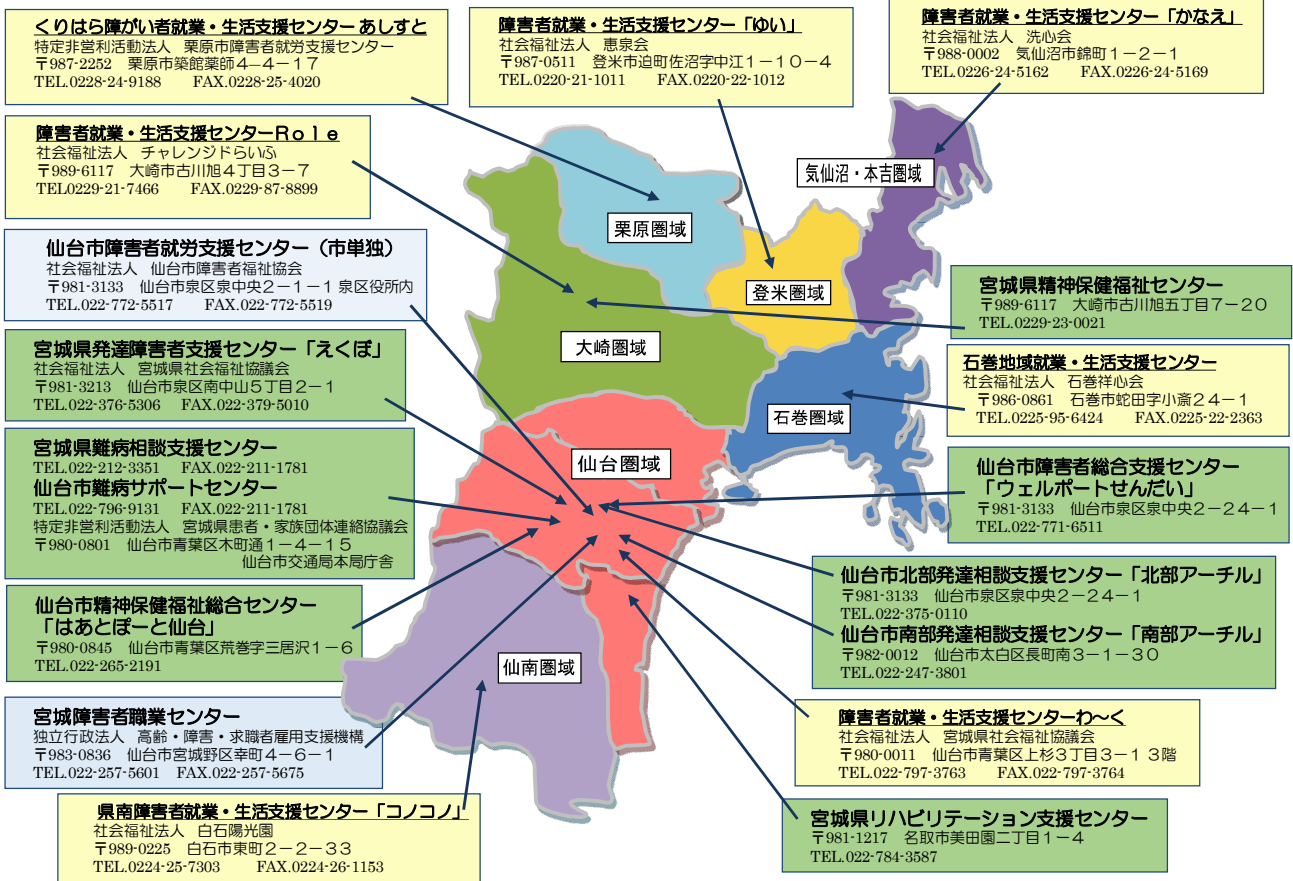 くりはら障がい者就業・生活支援センター あしすと
特定非営利活動法人　栗原市障害者就労支援センター
〒987-2252　栗原市築館薬師4―4－17
TEL.0228-24-9188　FAX.0228-25-4020
障害者就業・生活支援センター「ゆい」
社会福祉法人　恵泉会
〒987-0511　登米市迫町佐沼字中江1－10－4
TEL.0220-21-1011　FAX.0220-22-1012
障害者就業・生活支援センター「かなえ」
社会福祉法人　洗心会
〒988-0002　気仙沼市錦町1－2－1
TEL.0226-24-5162　FAX.0226-24-5169
障害者就業・生活支援センターＲｏｌｅ
社会福祉法人　チャレンジドらいふ
〒989-6117　大崎市古川旭4丁目3－7
TEL0229-21-7466　FAX.0229-87-8899
仙台市障害者就労支援センター（市単独）
社会福祉法人　仙台市障害者福祉協会
〒981-3133　仙台市泉区泉中央2－1－1 泉区役所内
TEL.022-772-5517　FAX.022-772-5519
宮城県発達障害者支援センター「えくぼ」
社会福祉法人　宮城県社会福祉協議会
〒981-3213　仙台市泉区南中山5丁目2－1
TEL.022-376-5306　FAX.022-379-5010
宮城県難病相談支援センター
TEL.022-212-3351　FAX.022-211-1781
仙台市難病サポートセンター
TEL.022-796-9131　FAX.022-211-1781
特定非営利活動法人　宮城県患者・家族団体連絡協議会
〒980-0801　仙台市青葉区木町通1－4－15
仙台市交通局本局庁舎
仙台市精神保健福祉総合センター
「はあとぽーと仙台」
〒980-0845　仙台市青葉区荒巻字三居沢1－6
TEL.022-265-2191
宮城障害者職業センター
独立行政法人　高齢・障害・求職者雇用支援機構
〒983-0836　仙台市宮城野区幸町4－6－1
TEL.022-257-5601　FAX.022-257-5675
県南障害者就業・生活支援センター「コノコノ」
社会福祉法人　白石陽光園
〒989-0225　白石市東町2－2－33
TEL.0224-25-7303　FAX.0224-26-1153
気仙沼・本吉圏域
栗原圏域
登米圏域
大崎圏域
石巻圏域
仙台圏域
仙南圏域
宮城県精神保健福祉センター
〒989-6117　大崎市古川旭五丁目7－20
TEL.0229-23-0021
石巻地域就業・生活支援センター
社会福祉法人　石巻祥心会
〒986-0861　石巻市蛇田字小斎24－1
TEL.0225-95-6424　FAX.0225-22-2363
仙台市障害者総合支援センター
「ウェルポートせんだい」
〒981-3133　仙台市泉区泉中央2－24－1
TEL.022-771-6511
仙台市北部発達相談支援センター「北部アーチル」
〒981-3133　仙台市泉区泉中央2－24－1
TEL.022-375-0110
仙台市南部発達相談支援センター「南部アーチル」
〒982-0012　仙台市太白区長町南3－1－30
TEL.022-247-3801
障害者就業・生活支援センターわ～く
社会福祉法人　宮城県社会福祉協議会
〒980-0011　仙台市青葉区上杉3丁目3－1 3階
TEL.022-797-3763　FAX.022-797-3764
宮城県リハビリテーション支援センター
〒981-1217　名取市美田園二丁目1－4
TEL.022-784-3587